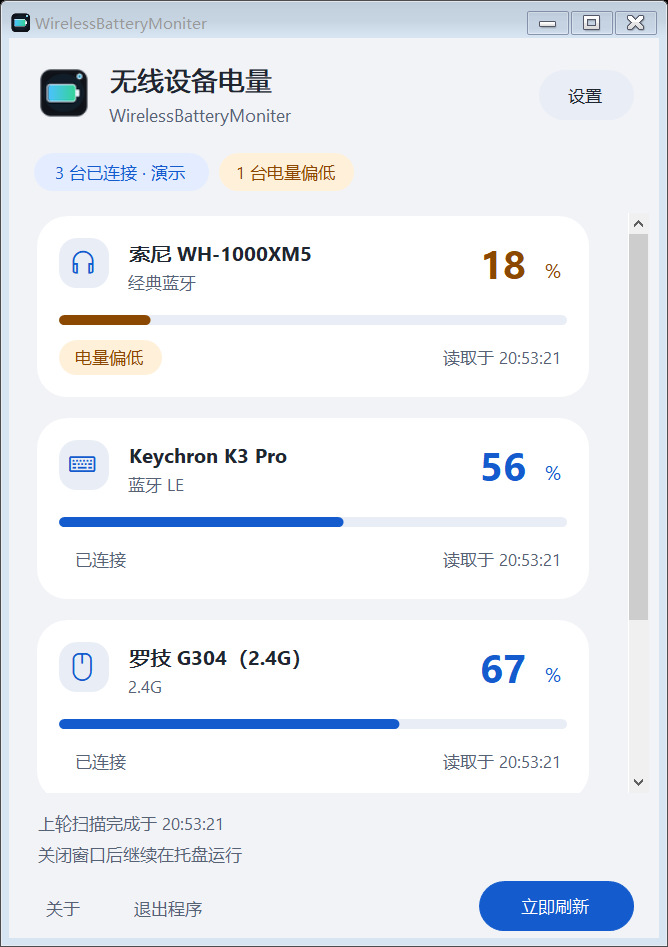 WirelessBatteryMoniter
无线设备电量
WirelessBatteryMoniter
设置
3 台已连接 · 演示
1 台电量偏低
索尼 WH-1000XM5
经典蓝牙
18 %
电量偏低
读取于 20:53:21
Keychron K3 Pro
蓝牙 LE
56 %
已连接
读取于 20:53:21
罗技 G304（2.4G）
2.4G
67 %
已连接
读取于 20:53:21
上轮扫描完成于 20:53:21
关闭窗口后继续在托盘运行
关于
退出程序
立即刷新